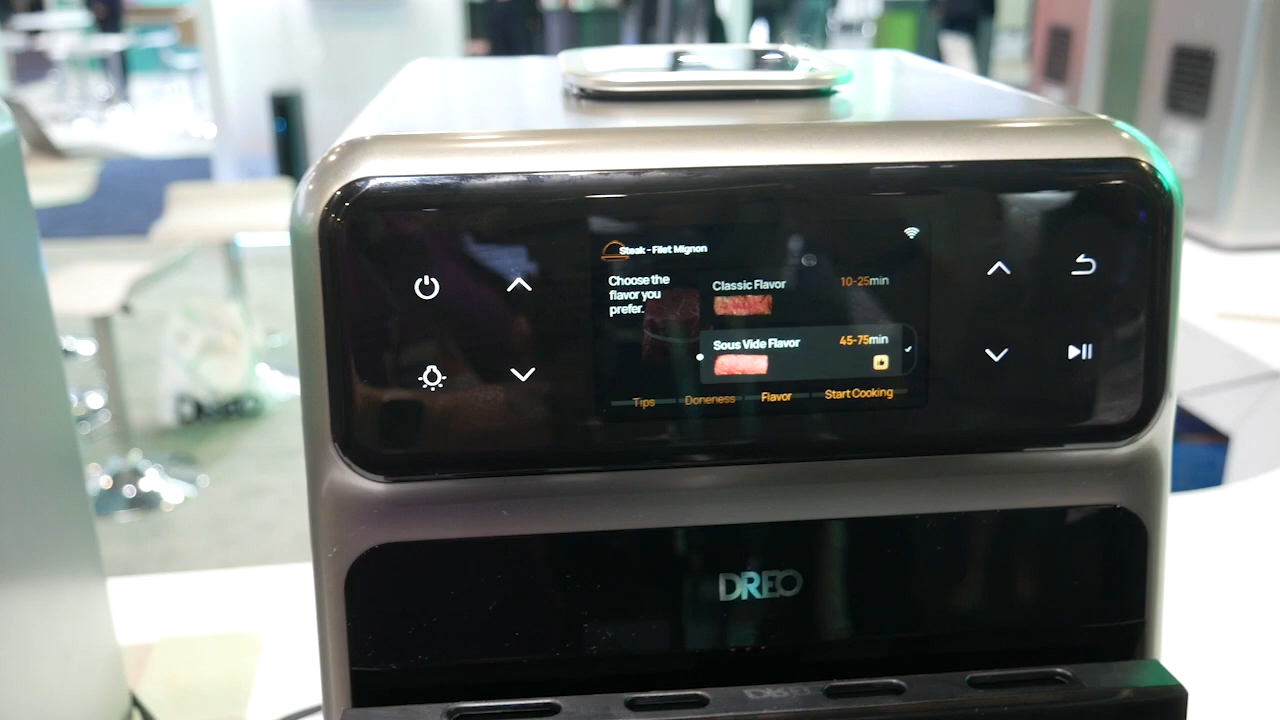 Steak - Filet Mignon
Choose the
flavor you
prefer.
Classic Flavor 10-25min
Sous Vide Flavor 45-75min
Tips Doneness Flavor Start Cooking
DREO
DREO